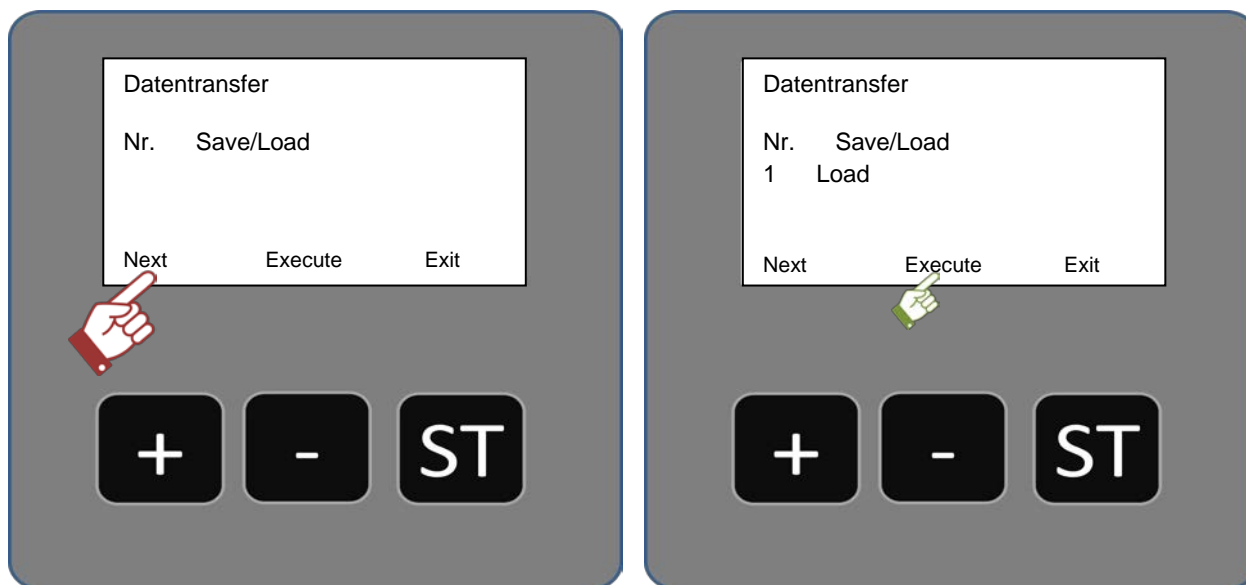 Datentransfer
Nr. Save/Load
Next Execute Exit
+ - ST
Datentransfer
Nr. Save/Load
1 Load
Next Execute Exit
+ - ST